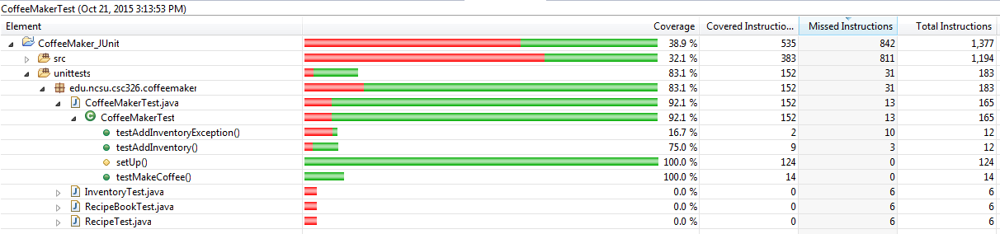 CoffeeMakerTest (Oct 21, 2015 3:13:53 PM)
Element Coverage Covered Instructio... Missed Instructions Total Instructions
CoffeeMaker_JUnit 38.9 % 535 842 1,377
src 32.1 % 383 811 1,194
unittests 83.1 % 152 31 183
edu.ncsu.csc326.coffeemaker 83.1 % 152 31 183
CoffeeMakerTest.java 92.1 % 152 13 165
CoffeeMakerTest 92.1 % 152 13 165
testAddInventoryException() 16.7 % 2 10 12
testAddInventory() 75.0 % 9 3 12
setUp() 100.0 % 124 0 124
testMakeCoffee() 100.0 % 14 0 14
InventoryTest.java 0.0 % 0 6 6
RecipeBookTest.java 0.0 % 0 6 6
RecipeTest.java 0.0 % 0 6 6